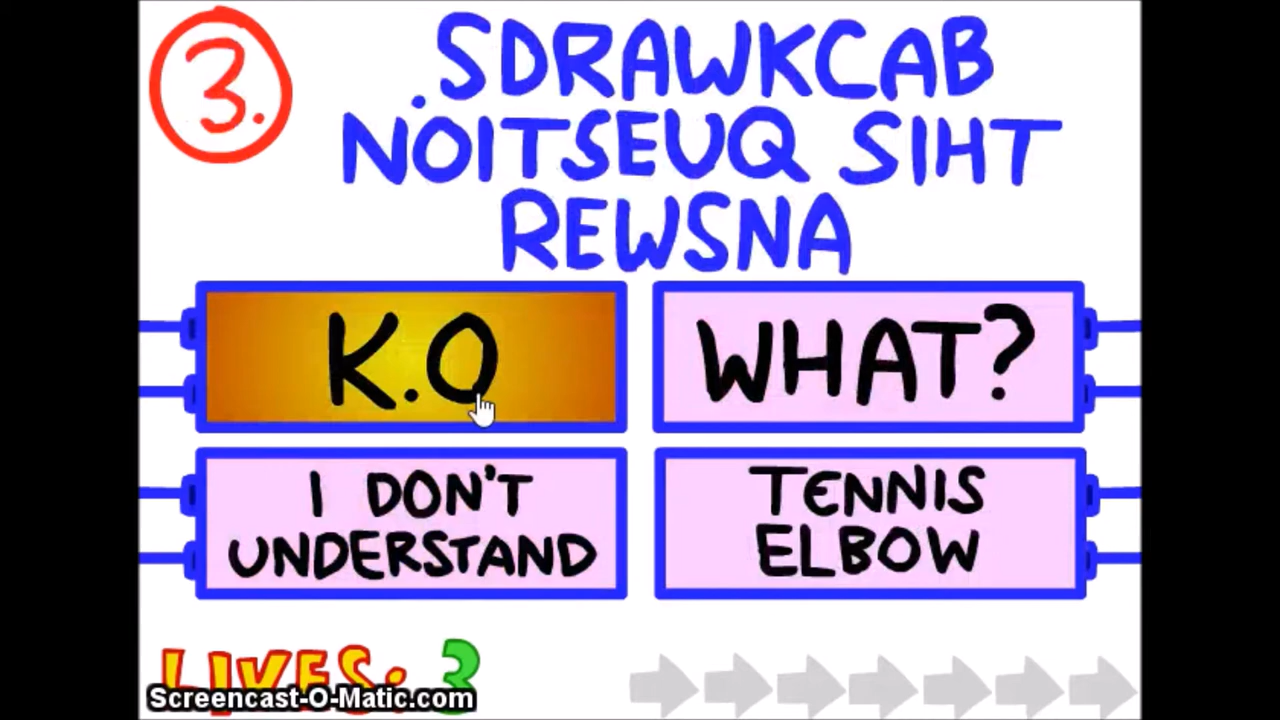 3.
.SDRAWKCAB
NOITSEUQ SIHT
REWSNA
K.O
WHAT?
I DON'T
UNDERSTAND
TENNIS
ELBOW
LIVES: 3
Screencast-O-Matic.com